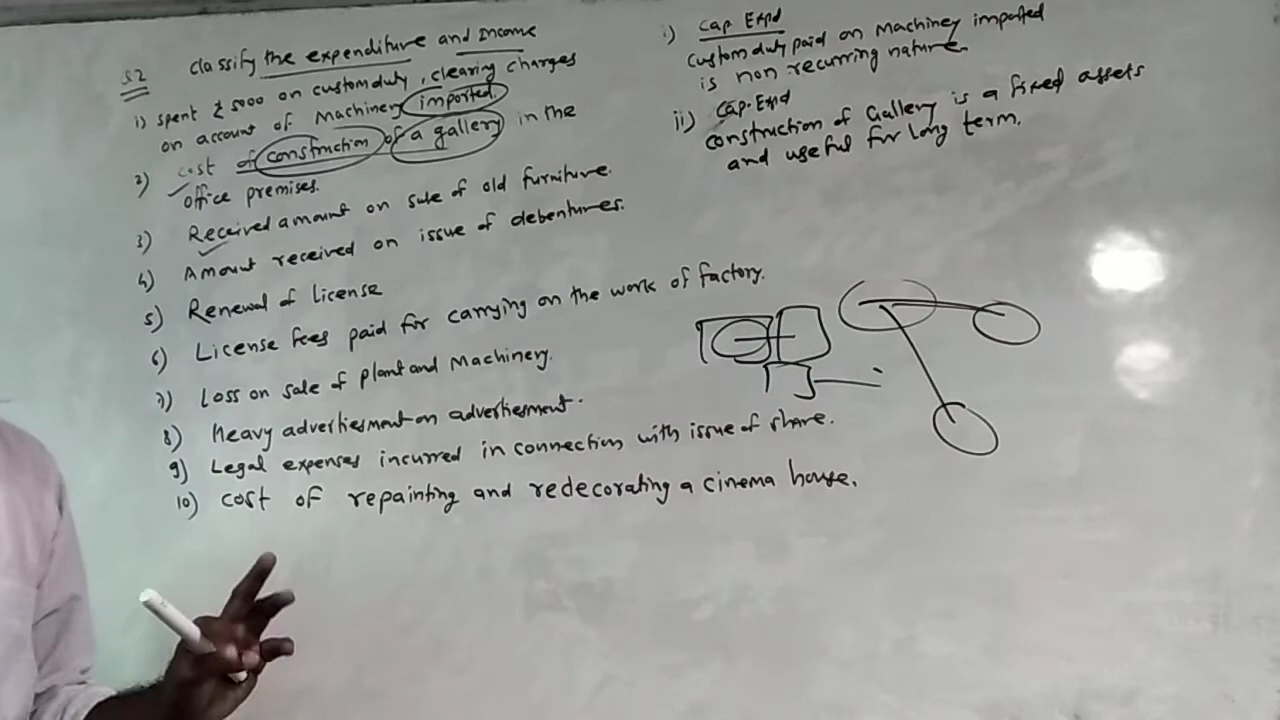 52 classify the expenditure and Income
i) spent ₹ 5000 on customduty, clearing charges
on account of Machinery imported.
2) cost of construction of a gallery in the
office premises.
3) Received amount on sale of old furniture.
4) Amount received on issue of debentures.
5) Renewal of license
6) License fees paid for carrying on the work of factory.
7) Loss on sale of plant and Machinery.
8) Heavy advertiesment on advertiesment.
9) Legal expenses incurred in connection with issue of share.
10) cost of repainting and redecorating a cinema house.
i) Cap Expd
Custom duty paid on Machiney imported
is non recurring nature.
ii) Cap. Expd
construction of Gallery is a fixed assets
and useful for long term.